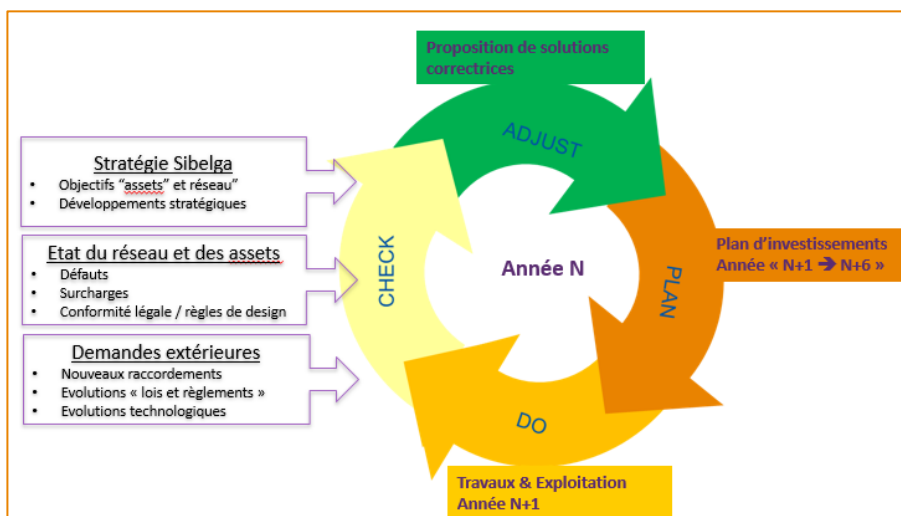 Proposition de solutions
correctrices
ADJUST
Stratégie Sibelga
• Objectifs “assets” et réseau”
• Développements stratégiques
Etat du réseau et des assets
• Défauts
• Surcharges
• Conformité légale / règles de design
Demandes extérieures
• Nouveaux raccordements
• Evolutions « lois et règlements »
• Evolutions technologiques
CHECK
Année N
PLAN
Plan d’investissements
Année « N+1 ➔ N+6 »
DO
Travaux & Exploitation
Année N+1